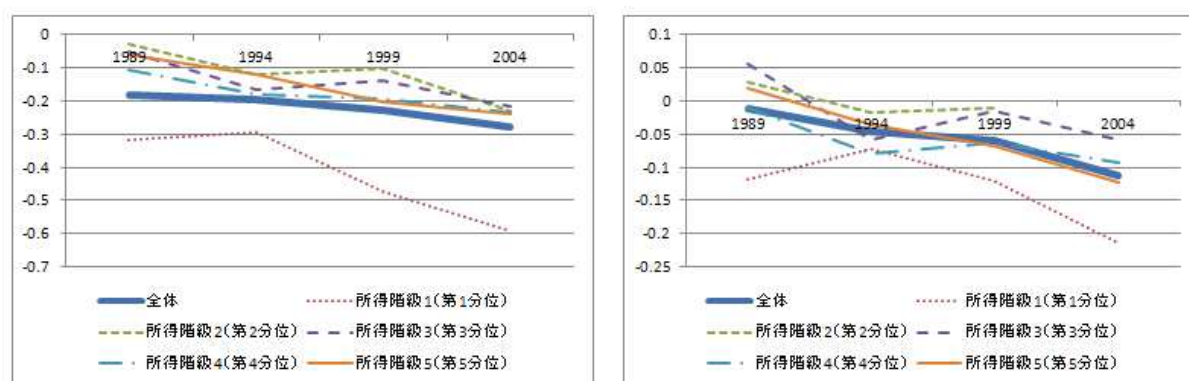 0
-0.1
-0.2
-0.3
-0.4
-0.5
-0.6
-0.7
1989 1994 1999 2004
全体 所得階級1(第1分位)
所得階級2(第2分位) 所得階級3(第3分位)
所得階級4(第4分位) 所得階級5(第5分位)
0.1
0.05
0
-0.05
-0.1
-0.15
-0.2
-0.25
1989 1994 1999 2004
全体 所得階級1(第1分位)
所得階級2(第2分位) 所得階級3(第3分位)
所得階級4(第4分位) 所得階級5(第5分位)